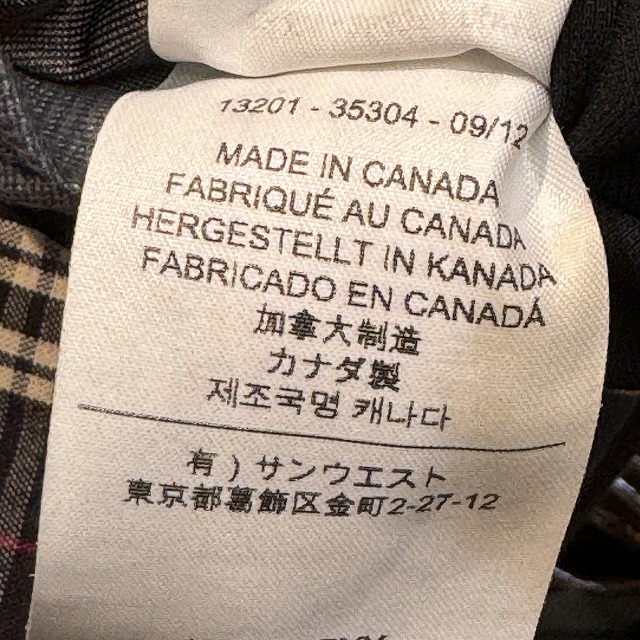 13201 - 35304 - 09/12
MADE IN CANADA
FABRIQUÉ AU CANADA
HERGESTELLT IN KANADA
FABRICADO EN CANADÁ
加拿大制造
カナダ製
제조국명 캐나다
有）サンウエスト
東京都葛飾区金町2-27-12